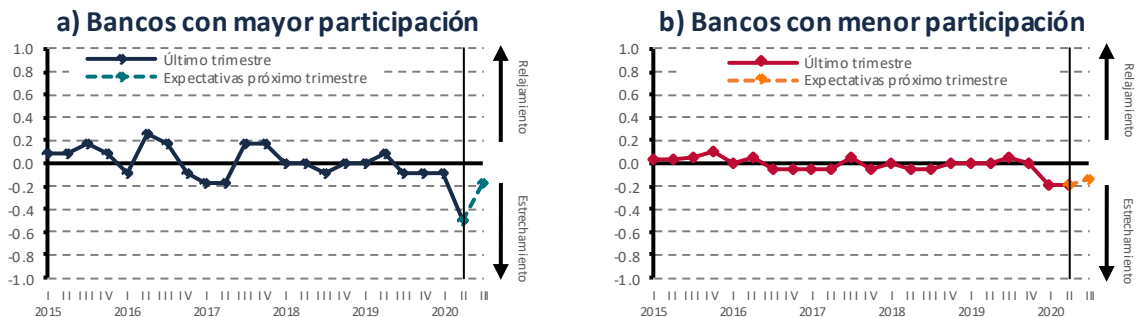 a) Bancos con mayor participación
1.0
0.8
0.6
0.4
0.2
0.0
-0.2
-0.4
-0.6
-0.8
-1.0
Último trimestre
Expectativas próximo trimestre
Relajamiento
Estrechamiento
I II III IV I II III IV I II III IV I II III IV I II III IV I II III
2015 2016 2017 2018 2019 2020
b) Bancos con menor participación
1.0
0.8
0.6
0.4
0.2
0.0
-0.2
-0.4
-0.6
-0.8
-1.0
Último trimestre
Expectativas próximo trimestre
Relajamiento
Estrechamiento
I II III IV I II III IV I II III IV I II III IV I II III IV I II III
2015 2016 2017 2018 2019 2020